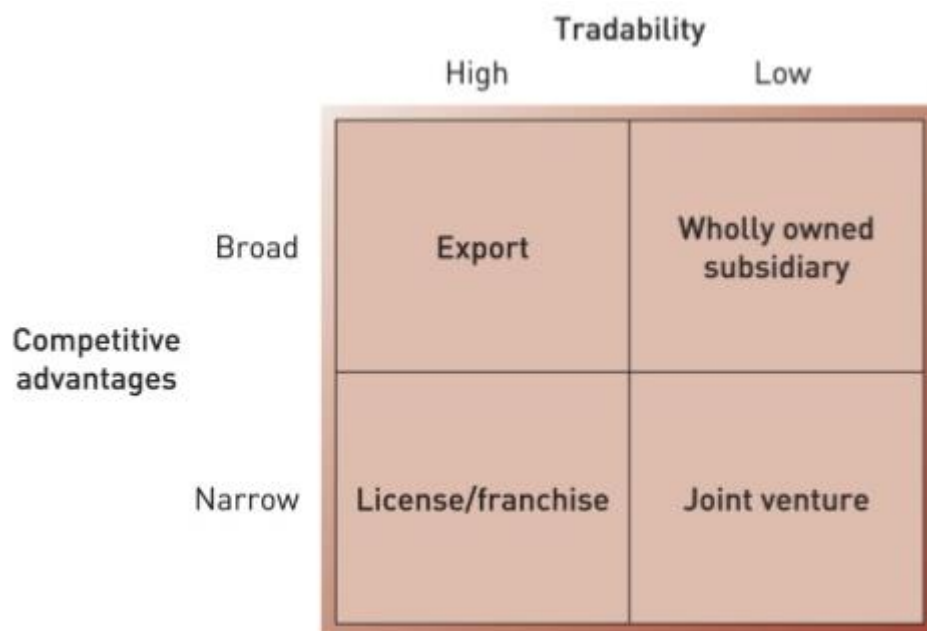 Tradability
High Low
Broad
Export
Wholly owned
subsidiary
Competitive
advantages
Narrow
License/franchise
Joint venture